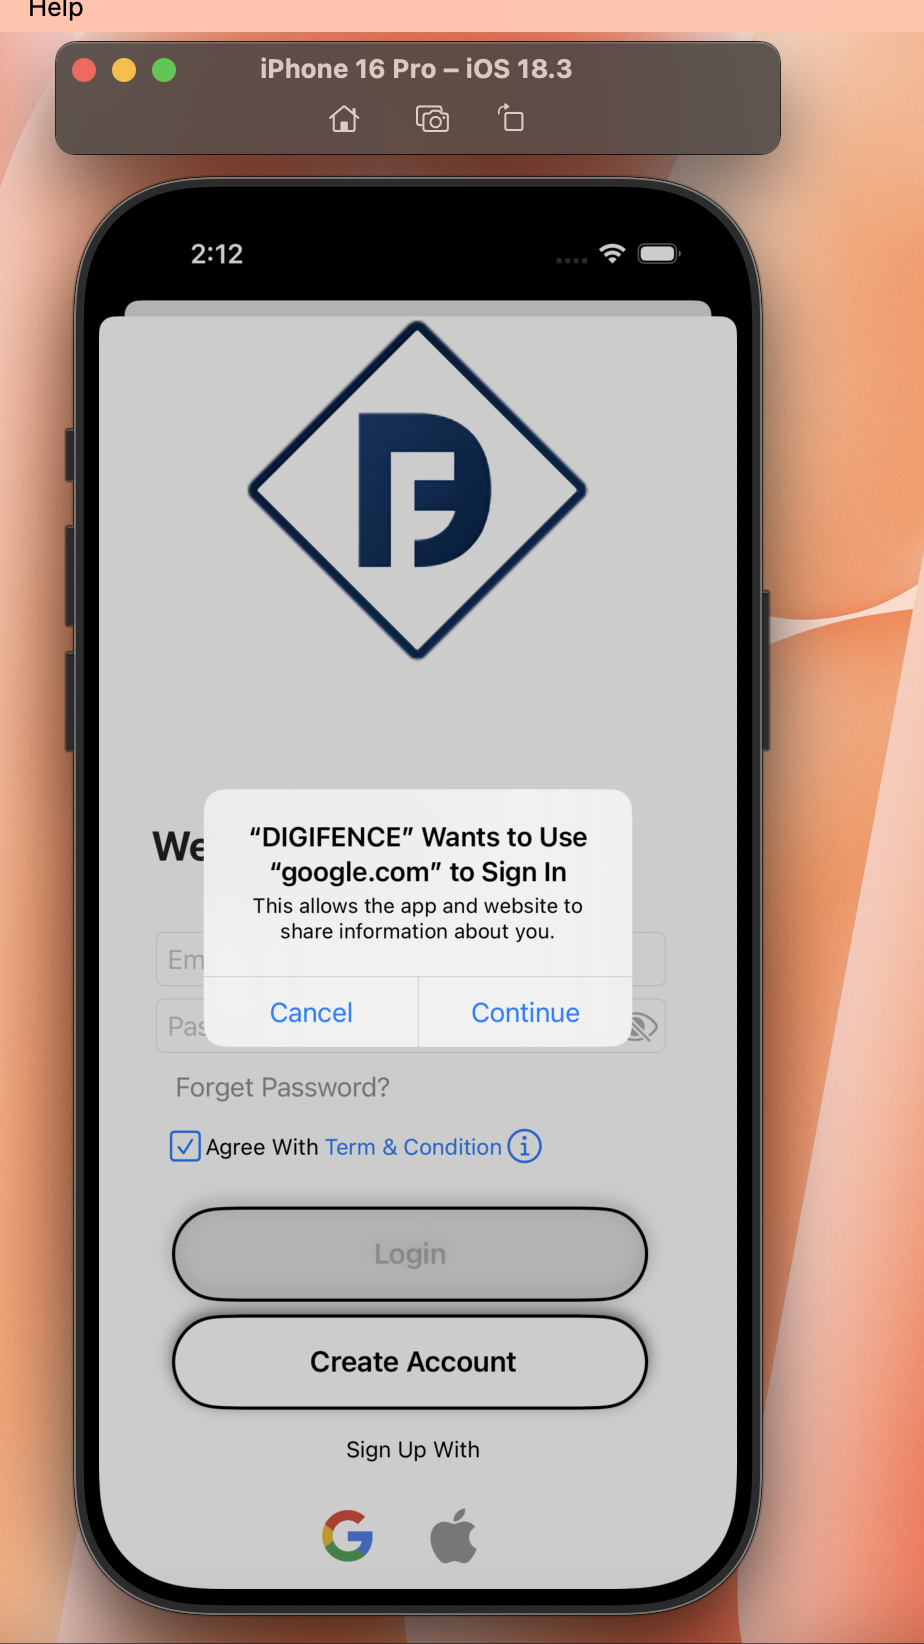 Help
iPhone 16 Pro – iOS 18.3
2:12
DF
We
“DIGIFENCE” Wants to Use
“google.com” to Sign In
This allows the app and website to
share information about you.
Em
Cancel
Continue
Pas
Forget Password?
Agree With Term & Condition
Login
Create Account
Sign Up With